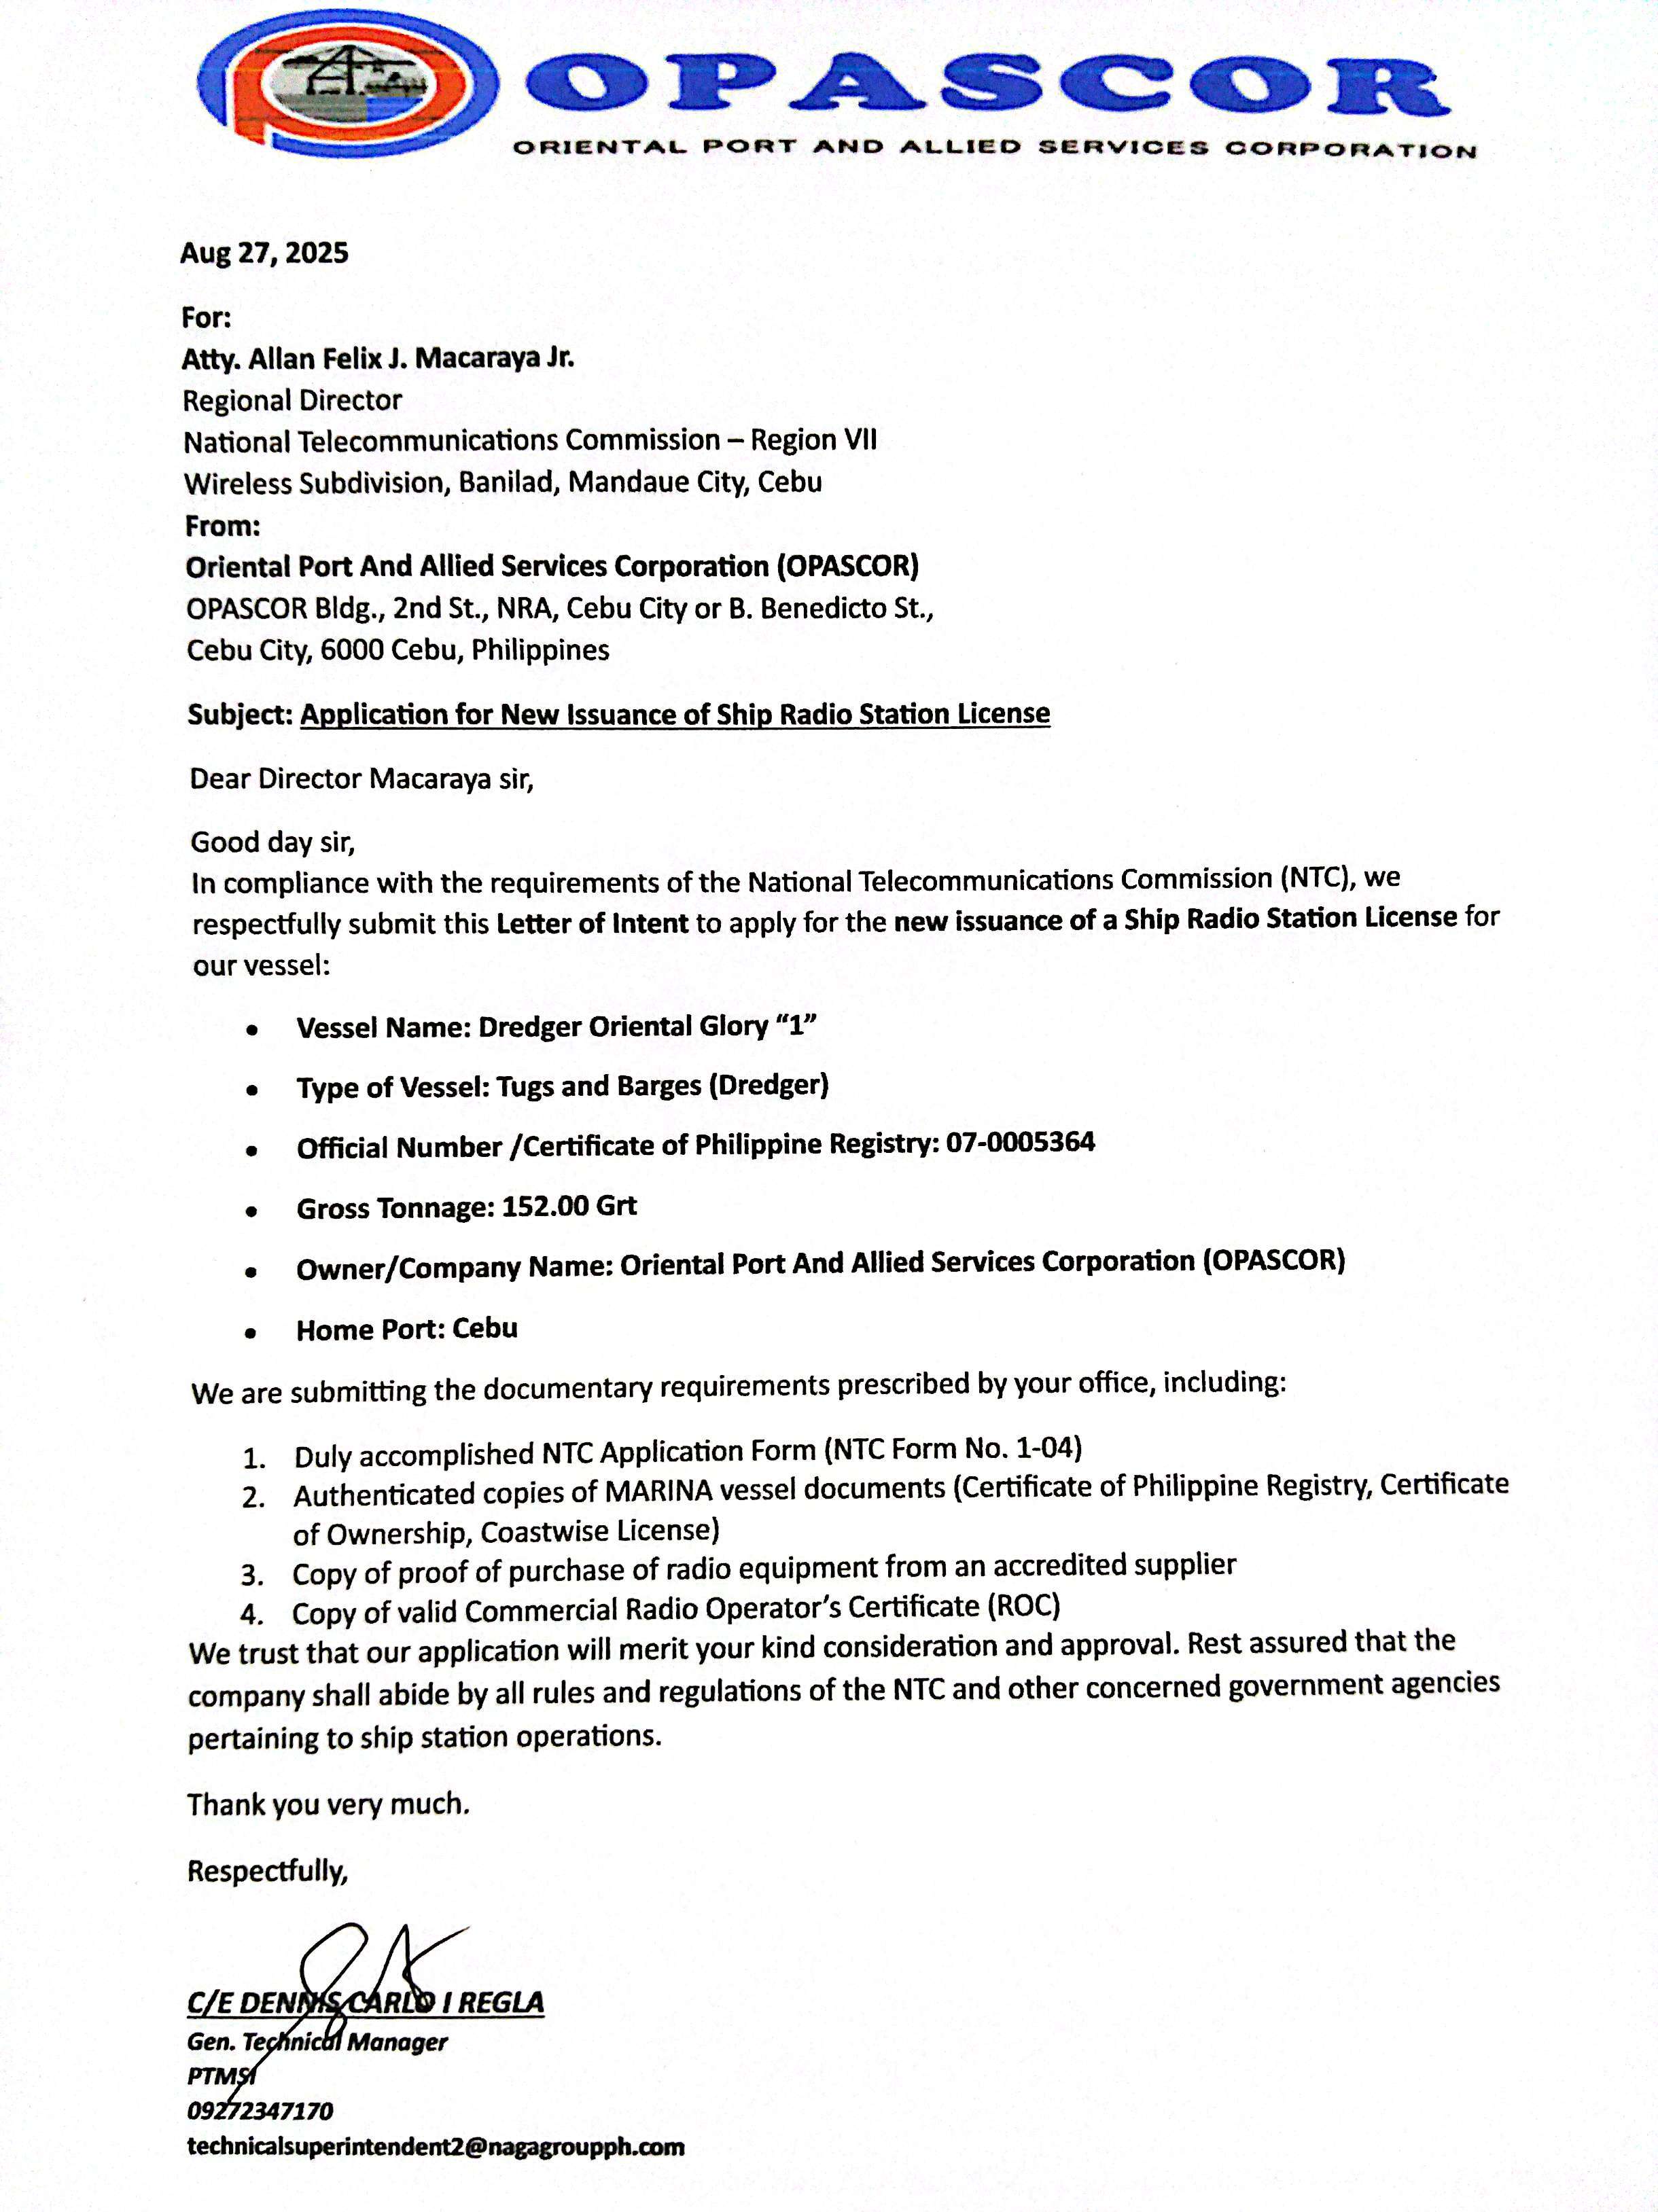 OPASCOR
ORIENTAL PORT AND ALLIED SERVICES CORPORATION
Aug 27, 2025
For:
Atty. Allan Felix J. Macaraya Jr.
Regional Director
National Telecommunications Commission – Region VII
Wireless Subdivision, Banilad, Mandaue City, Cebu
From:
Oriental Port And Allied Services Corporation (OPASCOR)
OPASCOR Bldg., 2nd St., NRA, Cebu City or B. Benedicto St.,
Cebu City, 6000 Cebu, Philippines
Subject: Application for New Issuance of Ship Radio Station License
Dear Director Macaraya sir,
Good day sir,
In compliance with the requirements of the National Telecommunications Commission (NTC), we
respectfully submit this Letter of Intent to apply for the new issuance of a Ship Radio Station License for
our vessel:
• Vessel Name: Dredger Oriental Glory “1”
• Type of Vessel: Tugs and Barges (Dredger)
• Official Number /Certificate of Philippine Registry: 07-0005364
• Gross Tonnage: 152.00 Grt
• Owner/Company Name: Oriental Port And Allied Services Corporation (OPASCOR)
• Home Port: Cebu
We are submitting the documentary requirements prescribed by your office, including:
1. Duly accomplished NTC Application Form (NTC Form No. 1-04)
2. Authenticated copies of MARINA vessel documents (Certificate of Philippine Registry, Certificate
of Ownership, Coastwise License)
3. Copy of proof of purchase of radio equipment from an accredited supplier
4. Copy of valid Commercial Radio Operator’s Certificate (ROC)
We trust that our application will merit your kind consideration and approval. Rest assured that the
company shall abide by all rules and regulations of the NTC and other concerned government agencies
pertaining to ship station operations.
Thank you very much.
Respectfully,
C/E DENNIS CARLO I REGLA
Gen. Technical Manager
PTMSI
09272347170
technicalsuperintendent2@nagagroupph.com